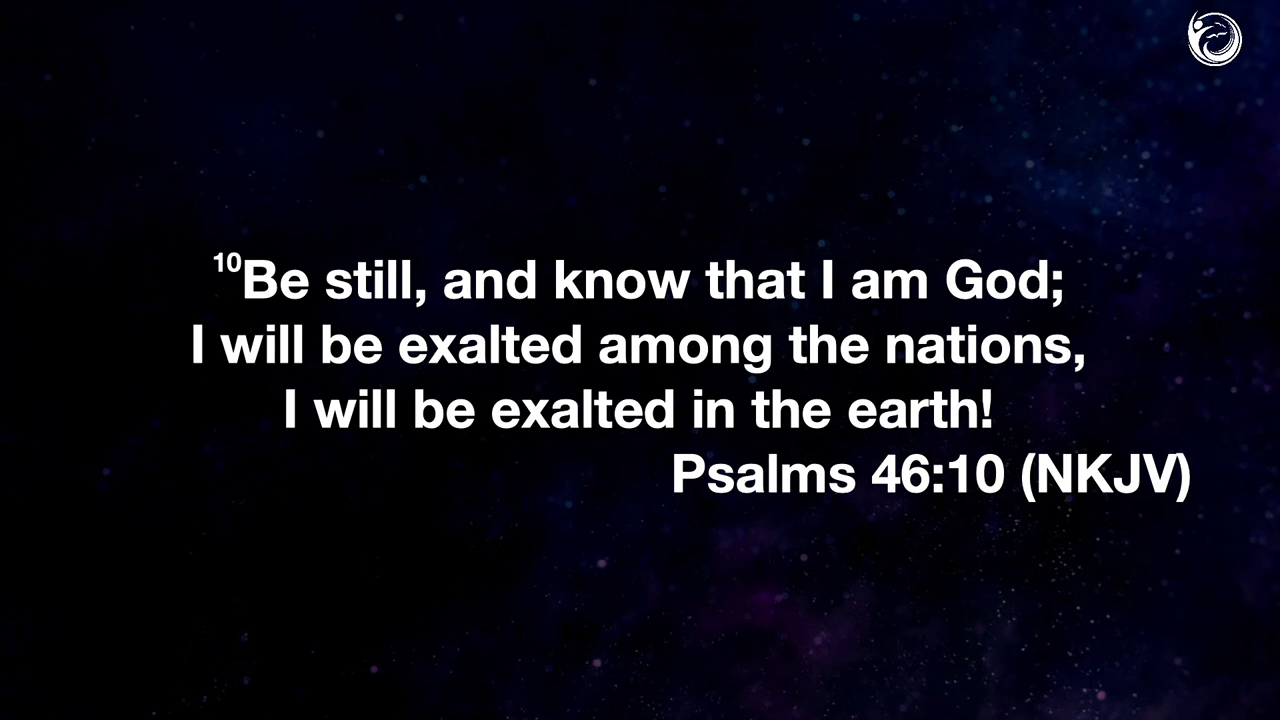 10Be still, and know that I am God;
I will be exalted among the nations,
I will be exalted in the earth!
Psalms 46:10 (NKJV)